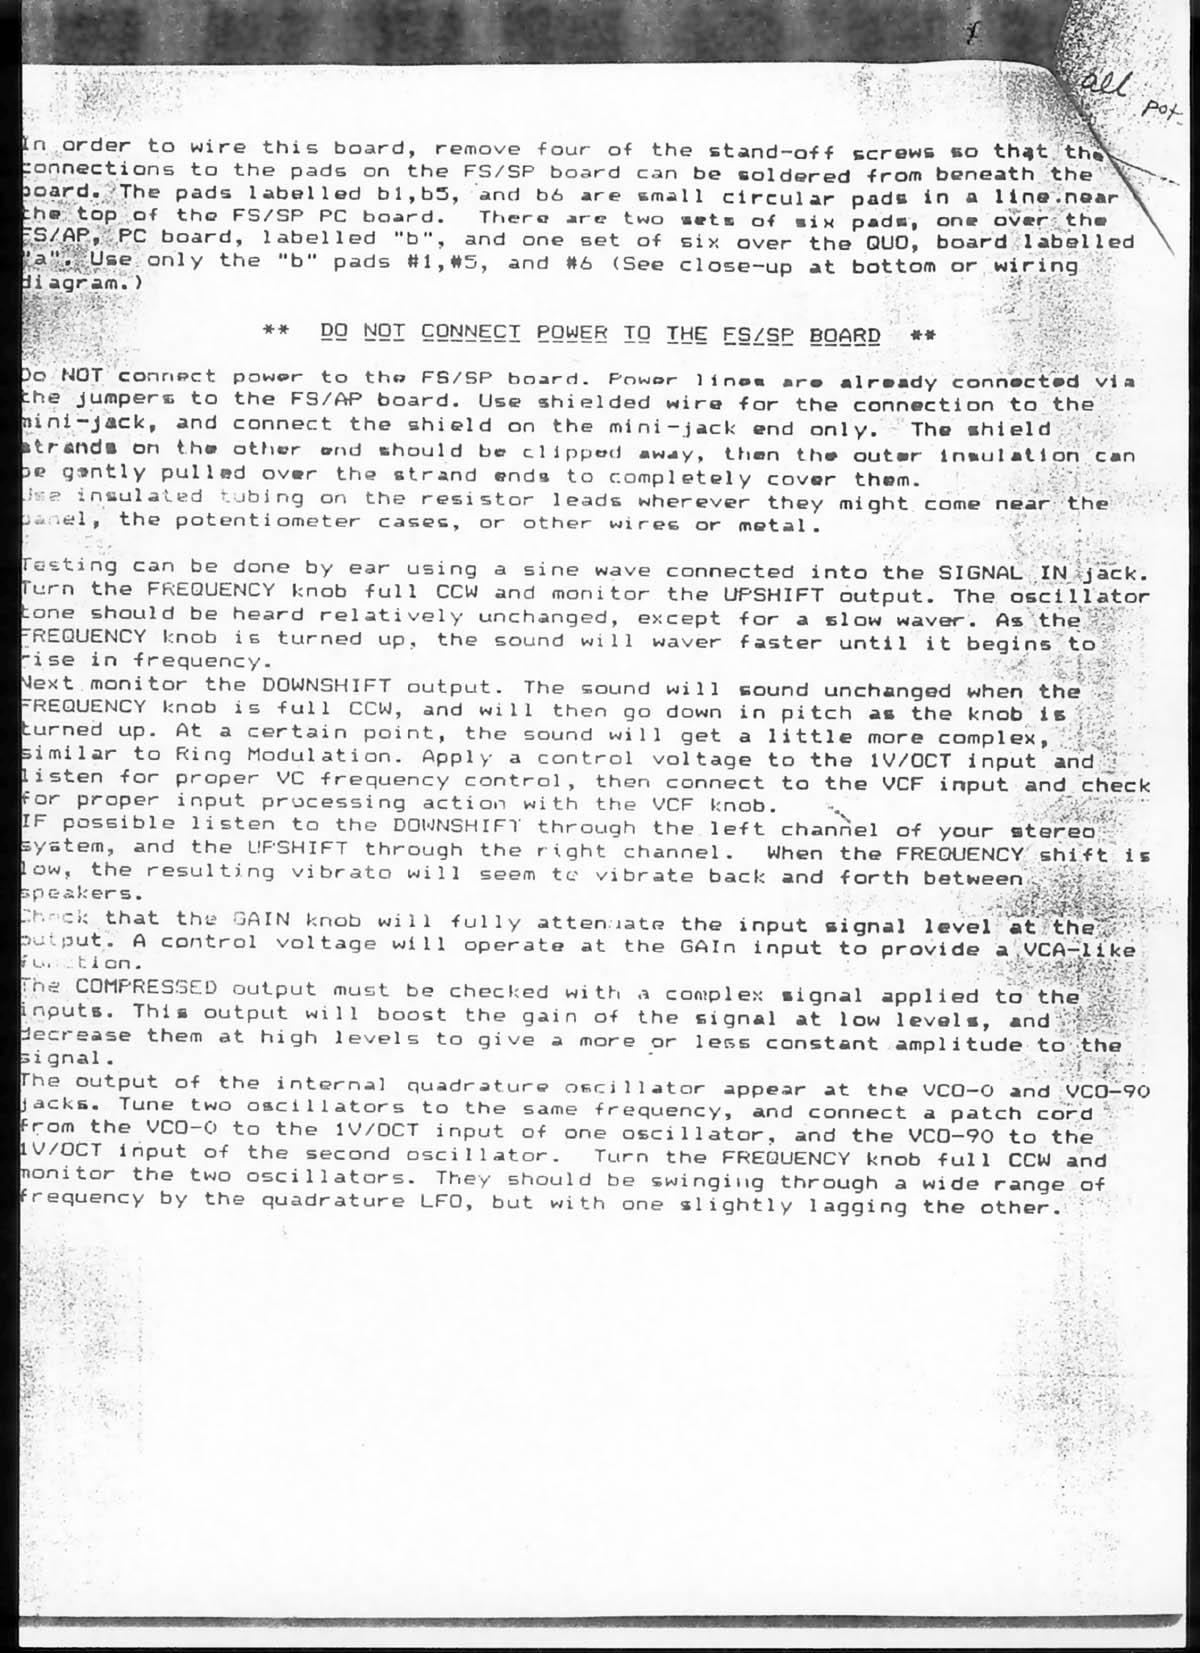 all
pot
In order to wire this board, remove four of the stand-off screws so that the
connections to the pads on the FS/SP board can be soldered from beneath the
board. The pads labelled b1,b5, and b6 are small circular pads in a line near
the top of the FS/SP PC board.  There are two sets of six pads, one over the
FS/AP, PC board, labelled "b", and one set of six over the QUO, board labelled
"a". Use only the "b" pads #1,#5, and #6 (See close-up at bottom or wiring
diagram.)
** DO NOT CONNECT POWER TO THE FS/SP BOARD **
Do NOT connect power to the FS/SP board. Power lines are already connected via
the jumpers to the FS/AP board. Use shielded wire for the connection to the
mini-jack, and connect the shield on the mini-jack end only.  The shield
strands on the other end should be clipped away, then the outer insulation can
be gently pulled over the strand ends to completely cover them.
Use insulated tubing on the resistor leads wherever they might come near the
panel, the potentiometer cases, or other wires or metal.
Testing can be done by ear using a sine wave connected into the SIGNAL IN jack.
Turn the FREQUENCY knob full CCW and monitor the UPSHIFT output. The oscillator
tone should be heard relatively unchanged, except for a slow waver. As the
FREQUENCY knob is turned up, the sound will waver faster until it begins to
rise in frequency.
Next monitor the DOWNSHIFT output. The sound will sound unchanged when the
FREQUENCY knob is full CCW, and will then go down in pitch as the knob is
turned up. At a certain point, the sound will get a little more complex,
similar to Ring Modulation. Apply a control voltage to the 1V/OCT input and
listen for proper VC frequency control, then connect to the VCF input and check
for proper input processing action with the VCF knob.
IF possible listen to the DOWNSHIFT through the left channel of your stereo
system, and the UPSHIFT through the right channel.  When the FREQUENCY shift is
low, the resulting vibrato will seem to vibrate back and forth between
speakers.
Check that the GAIN knob will fully attenuate the input signal level at the
output. A control voltage will operate at the GAIn input to provide a VCA-like
function.
The COMPRESSED output must be checked with a complex signal applied to the
inputs. This output will boost the gain of the signal at low levels, and
decrease them at high levels to give a more or less constant amplitude to the
signal.
The output of the internal quadrature oscillator appear at the VCO-0 and VCO-90
jacks. Tune two oscillators to the same frequency, and connect a patch cord
from the VCO-0 to the 1V/OCT input of one oscillator, and the VCO-90 to the
1V/OCT input of the second oscillator.  Turn the FREQUENCY knob full CCW and
monitor the two oscillators. They should be swinging through a wide range of
frequency by the quadrature LFO, but with one slightly lagging the other.